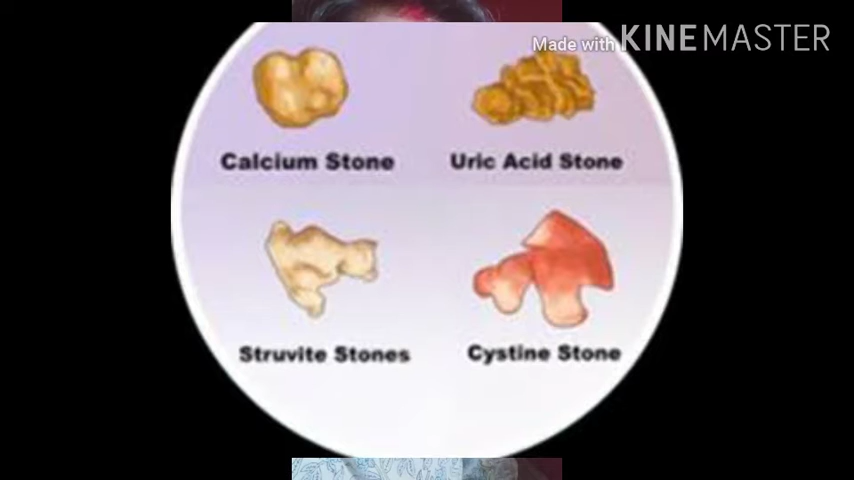 Made with KINEMASTER
Calcium Stone
Uric Acid Stone
Struvite Stones
Cystine Stone